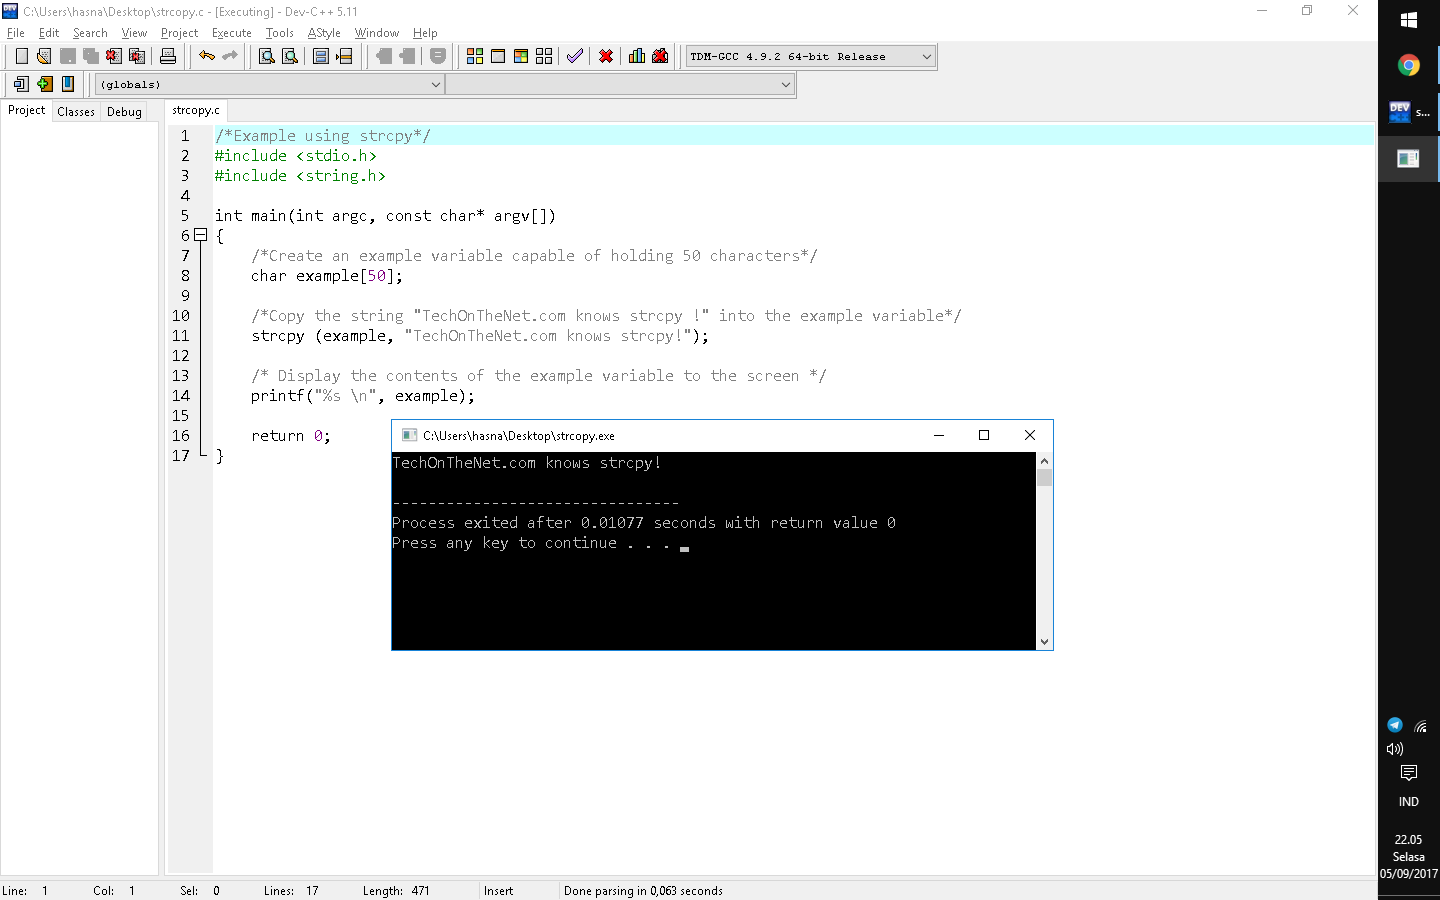 C:\Users\hasna\Desktop\strcopy.c - [Executing] - Dev-C++ 5.11
File Edit Search View Project Execute Tools AStyle Window Help
TDM-GCC 4.9.2 64-bit Release
(globals)
Project Classes Debug
strcopy.c
1 /*Example using strcpy*/
2 #include <stdio.h>
3 #include <string.h>
4
5 int main(int argc, const char* argv[])
6 {
7 /*Create an example variable capable of holding 50 characters*/
8 char example[50];
9
10 /*Copy the string "TechOnTheNet.com knows strcpy !" into the example variable*/
11 strcpy (example, "TechOnTheNet.com knows strcpy!");
12
13 /* Display the contents of the example variable to the screen */
14 printf("%s \n", example);
15
16 return 0;
17 }
C:\Users\hasna\Desktop\strcopy.exe
TechOnTheNet.com knows strcpy!
--------------------------------
Process exited after 0.01077 seconds with return value 0
Press any key to continue . . .
Line: 1 Col: 1 Sel: 0 Lines: 17 Length: 471 Insert Done parsing in 0,063 seconds
DEV
s...
IND
22.05
Selasa
05/09/2017